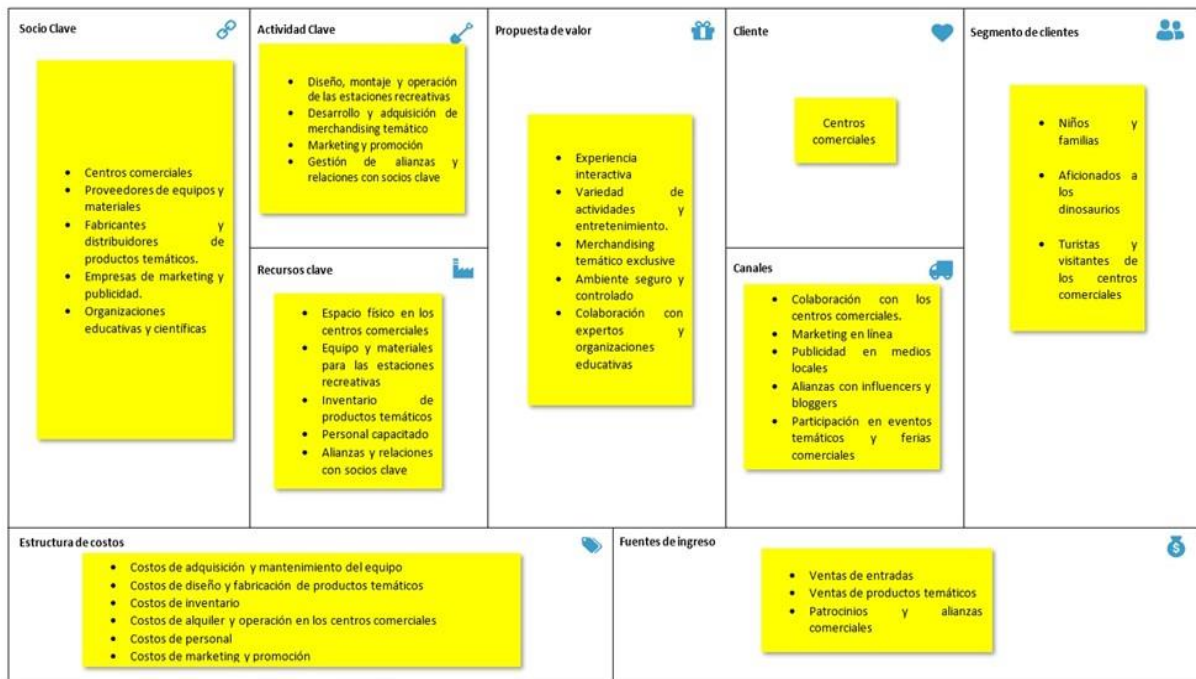 Socio Clave
Centros comerciales
Proveedores de equipos y
materiales
Fabricantes y
distribuidores de
productos temáticos.
Empresas de marketing y
publicidad.
Organizaciones
educativas y científicas
Actividad Clave
Diseño, montaje y operación
de las estaciones recreativas
Desarrollo y adquisición de
merchandising temático
Marketing y promoción
Gestión de alianzas y
relaciones con socios clave
Recursos clave
Espacio físico en los
centros comerciales
Equipo y materiales
para las estaciones
recreativas
Inventario de
productos temáticos
Personal capacitado
Alianzas y relaciones
con socios clave
Propuesta de valor
Experiencia
interactiva
Variedad de
actividades y
entretenimiento.
Merchandising
temático exclusive
Ambiente seguro y
controlado
Colaboración con
expertos y
organizaciones
educativas
Cliente
Centros
comerciales
Canales
Colaboración con los
centros comerciales.
Marketing en línea
Publicidad en medios
locales
Alianzas con influencers y
bloggers
Participación en eventos
temáticos y ferias
comerciales
Segmento de clientes
Niños y
familias
Aficionados a
los
dinosaurios
Turistas y
visitantes de
los centros
comerciales
Estructura de costos
Costos de adquisición y mantenimiento del equipo
Costos de diseño y fabricación de productos temáticos
Costos de inventario
Costos de alquiler y operación en los centros comerciales
Costos de personal
Costos de marketing y promoción
Fuentes de ingreso
Ventas de entradas
Ventas de productos temáticos
Patrocinios y alianzas
comerciales